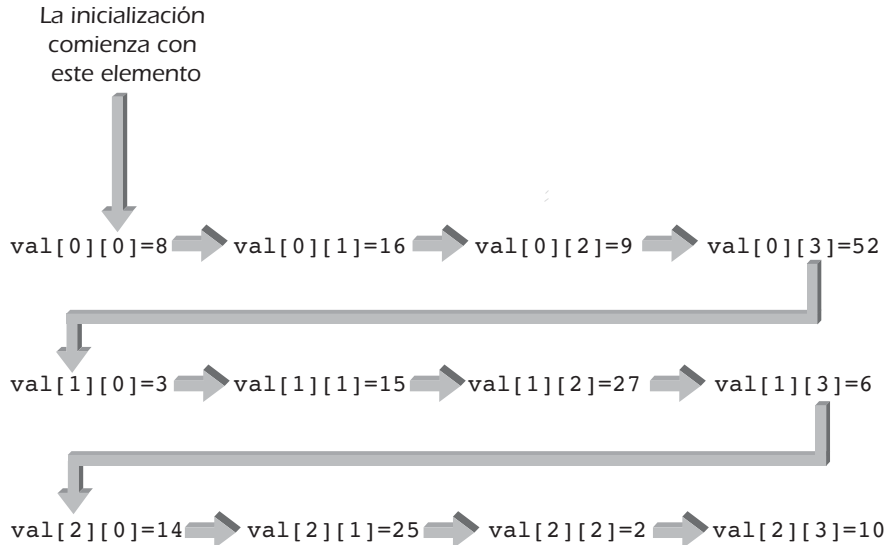 La inicialización
comienza con
este elemento
val[0][0]=8 val[0][1]=16 val[0][2]=9 val[0][3]=52
val[1][0]=3 val[1][1]=15 val[1][2]=27 val[1][3]=6
val[2][0]=14 val[2][1]=25 val[2][2]=2 val[2][3]=10